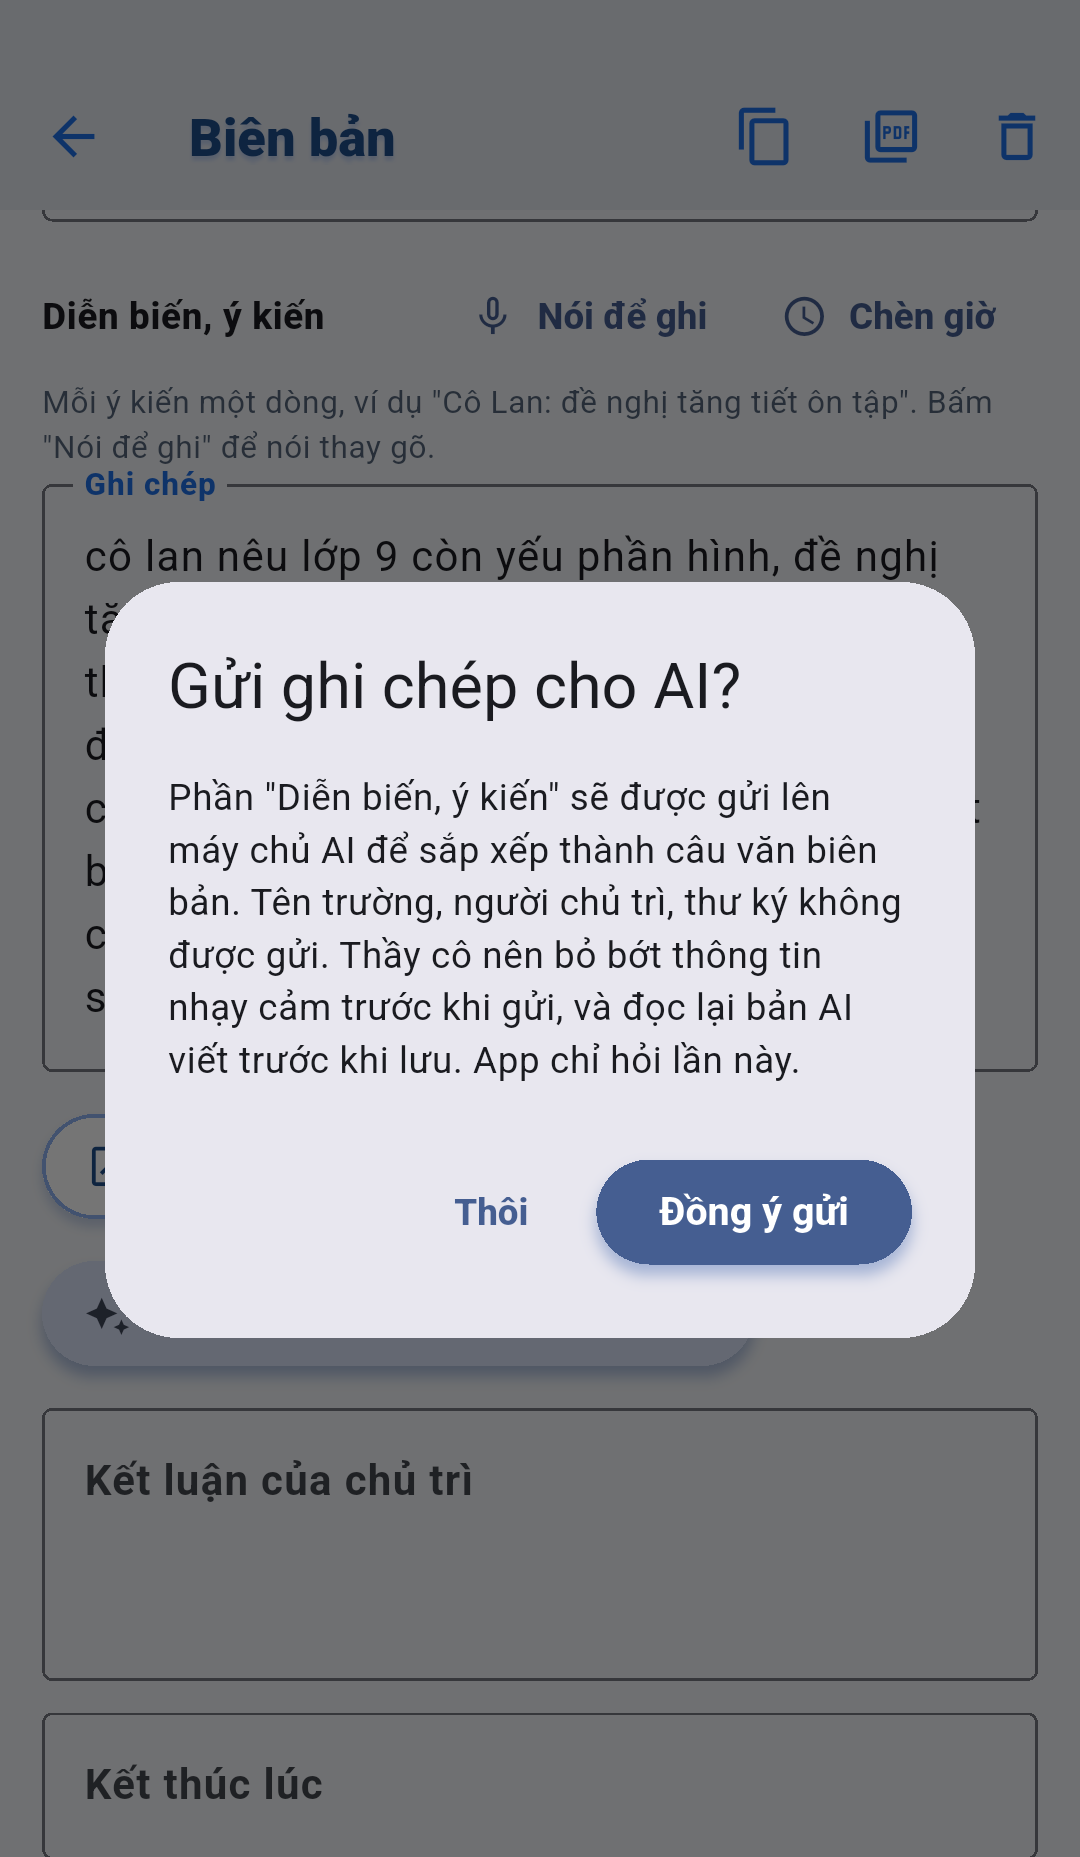 Biên bản
PDF
Diễn biến, ý kiến
Nói để ghi
Chèn giờ
Mỗi ý kiến một dòng, ví dụ "Cô Lan: đề nghị tăng tiết ôn tập". Bấm
"Nói để ghi" để nói thay gõ.
Ghi chép
cô lan nêu lớp 9 còn yếu phần hình, đề nghị
Gửi ghi chép cho AI?
Phần "Diễn biến, ý kiến" sẽ được gửi lên
máy chủ AI để sắp xếp thành câu văn biên
bản. Tên trường, người chủ trì, thư ký không
được gửi. Thầy cô nên bỏ bớt thông tin
nhạy cảm trước khi gửi, và đọc lại bản AI
viết trước khi lưu. App chỉ hỏi lần này.
Thôi
Đồng ý gửi
Kết luận của chủ trì
Kết thúc lúc